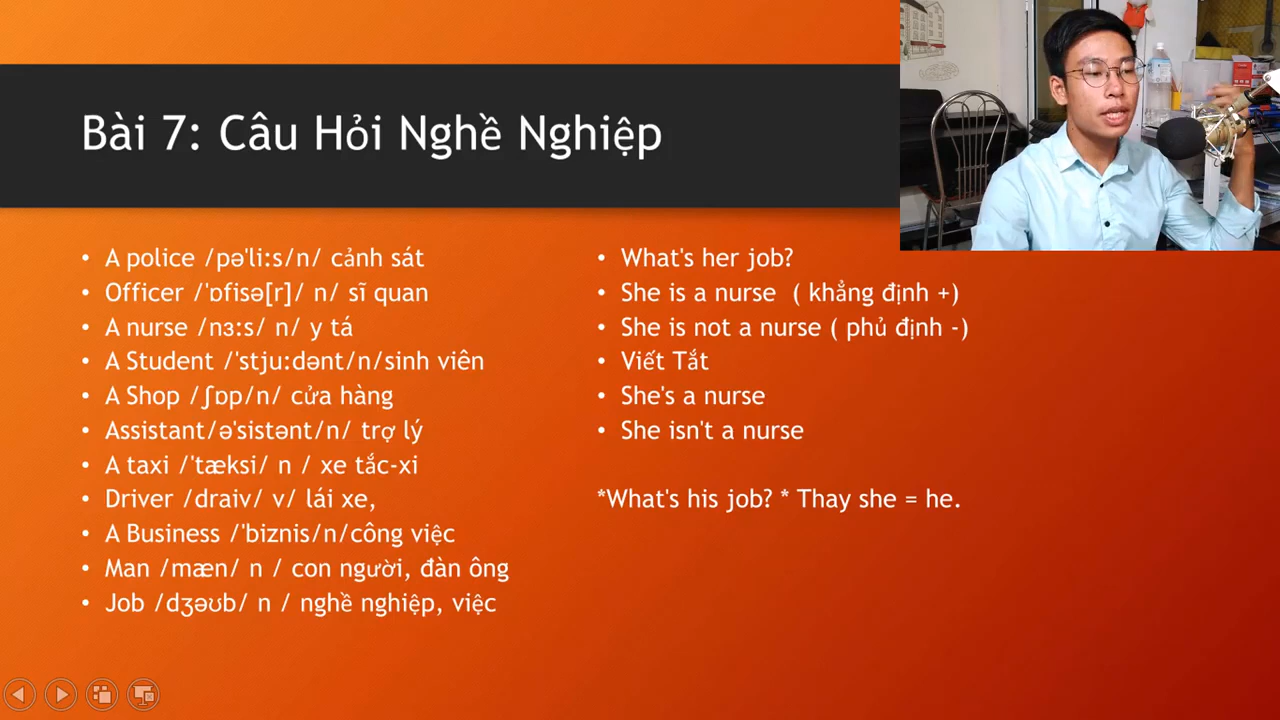 Bài 7: Câu Hỏi Nghề Nghiệp
• A police /pə'li:s/n/ cảnh sát
• Officer /'ɒfisə[r]/ n/ sĩ quan
• A nurse /nɜ:s/ n/ y tá
• A Student /'stju:dənt/n/sinh viên
• A Shop /ʃɒp/n/ cửa hàng
• Assistant/ə'sistənt/n/ trợ lý
• A taxi /'tæksi/ n / xe tắc-xi
• Driver /draiv/ v/ lái xe,
• A Business /'biznis/n/công việc
• Man /mæn/ n / con người, đàn ông
• Job /dʒəʊb/ n / nghề nghiệp, việc
• What's her job?
• She is a nurse  ( khẳng định +)
• She is not a nurse ( phủ định -)
• Viết Tắt
• She's a nurse
• She isn't a nurse
*What's his job? * Thay she = he.